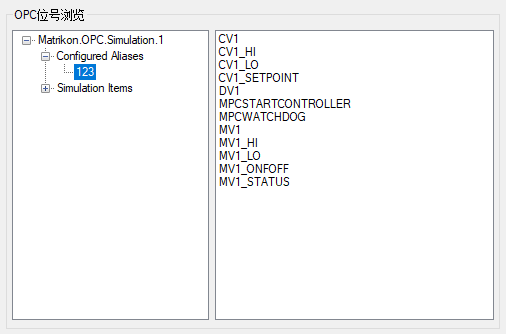 OPC位号浏览
Matrikon.OPC.Simulation.1
Configured Aliases
123
Simulation Items
CV1
CV1_HI
CV1_LO
CV1_SETPOINT
DV1
MPCSTARTCONTROLLER
MPCWATCHDOG
MV1
MV1_HI
MV1_LO
MV1_ONFOFF
MV1_STATUS